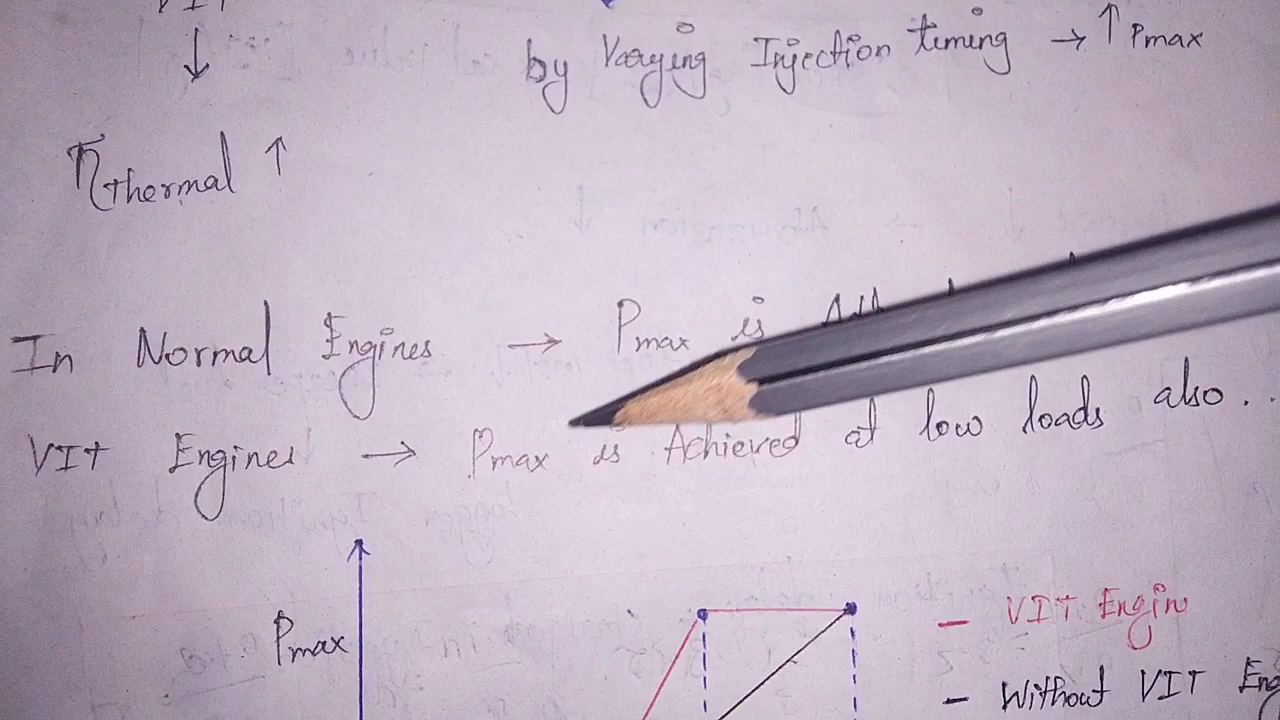 by Varying Injection timing → ↑ Pmax
↓
ηthermal ↑
In Normal Engines → Pmax is
VIT Engines → Pmax is Achieved at low loads also..
Pmax
- VIT Engin
- Without VIT Eng